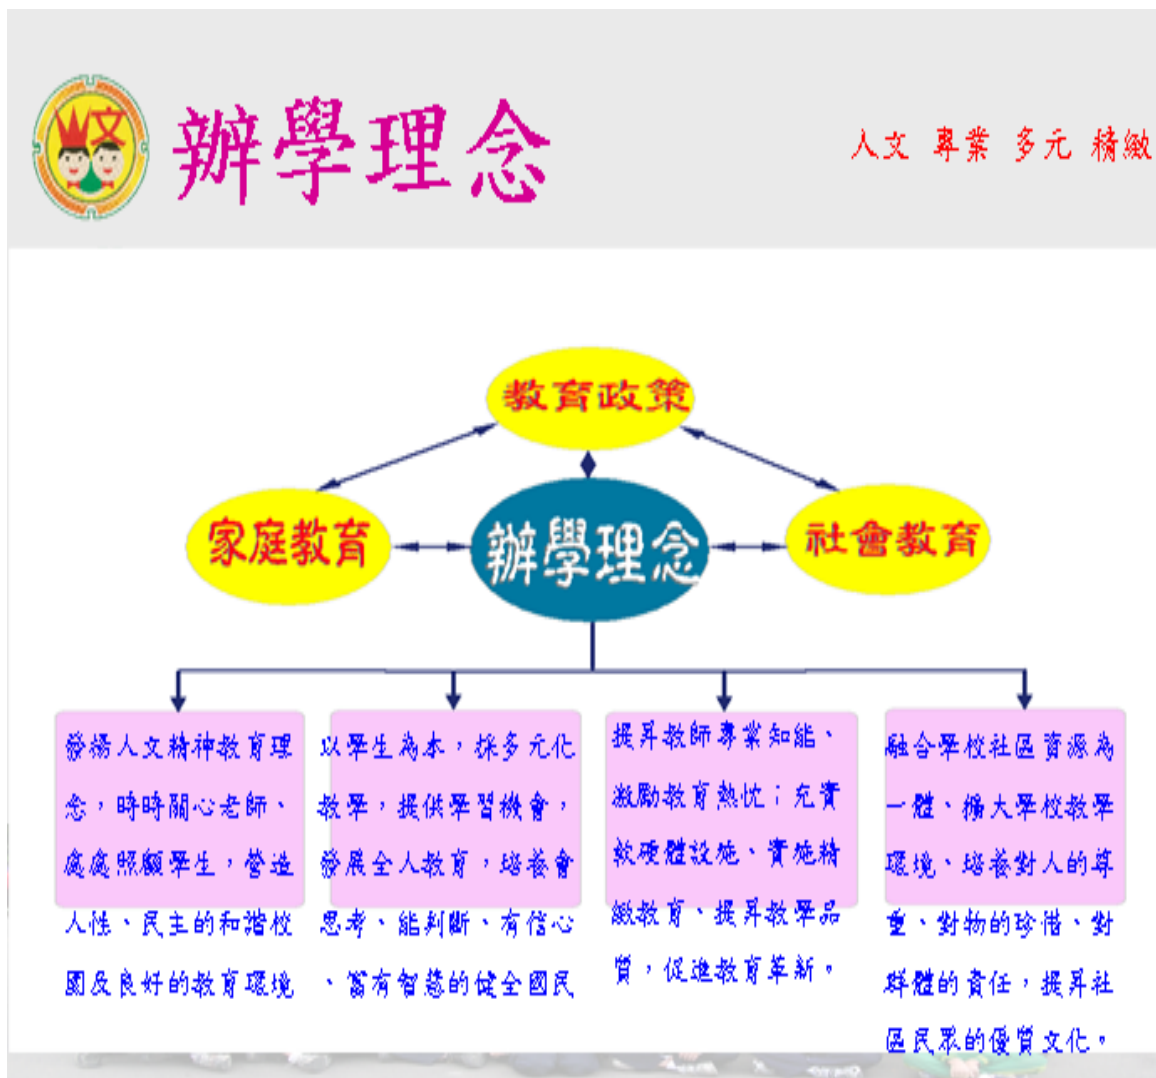 文
辦學理念
人文 專業 多元 精緻
教育政策
家庭教育
辦學理念
社會教育
發揚人文精神教育理
念,時時關心老師、
處處照顧學生,營造
人性、民主的和諧校
園及良好的教育環境
以學生為本,採多元化
教學,提供學習機會,
發展全人教育,培養會
思考、能判斷、有信心
、富有智慧的健全國民
提昇教師專業知能、
激勵教育熱忱;充實
軟硬體設施、實施精
緻教育、提昇教學品
質,促進教育革新。
融合學校社區資源為
一體、擴大學校教學
環境、培養對人的尊
重、對物的珍惜、對
群體的責任,提昇社
區民眾的優質文化。